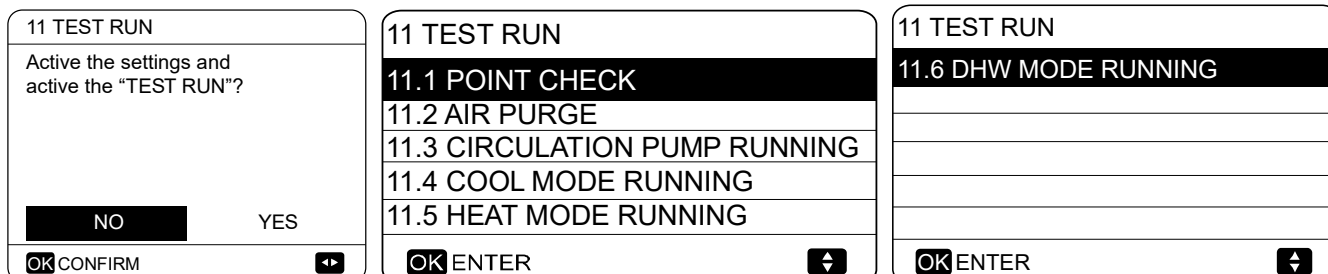 11 TEST RUN
Active the settings and
active the “TEST RUN”?
NO YES
OK CONFIRM
11 TEST RUN
11.1 POINT CHECK
11.2 AIR PURGE
11.3 CIRCULATION PUMP RUNNING
11.4 COOL MODE RUNNING
11.5 HEAT MODE RUNNING
OK ENTER
11 TEST RUN
11.6 DHW MODE RUNNING
OK ENTER